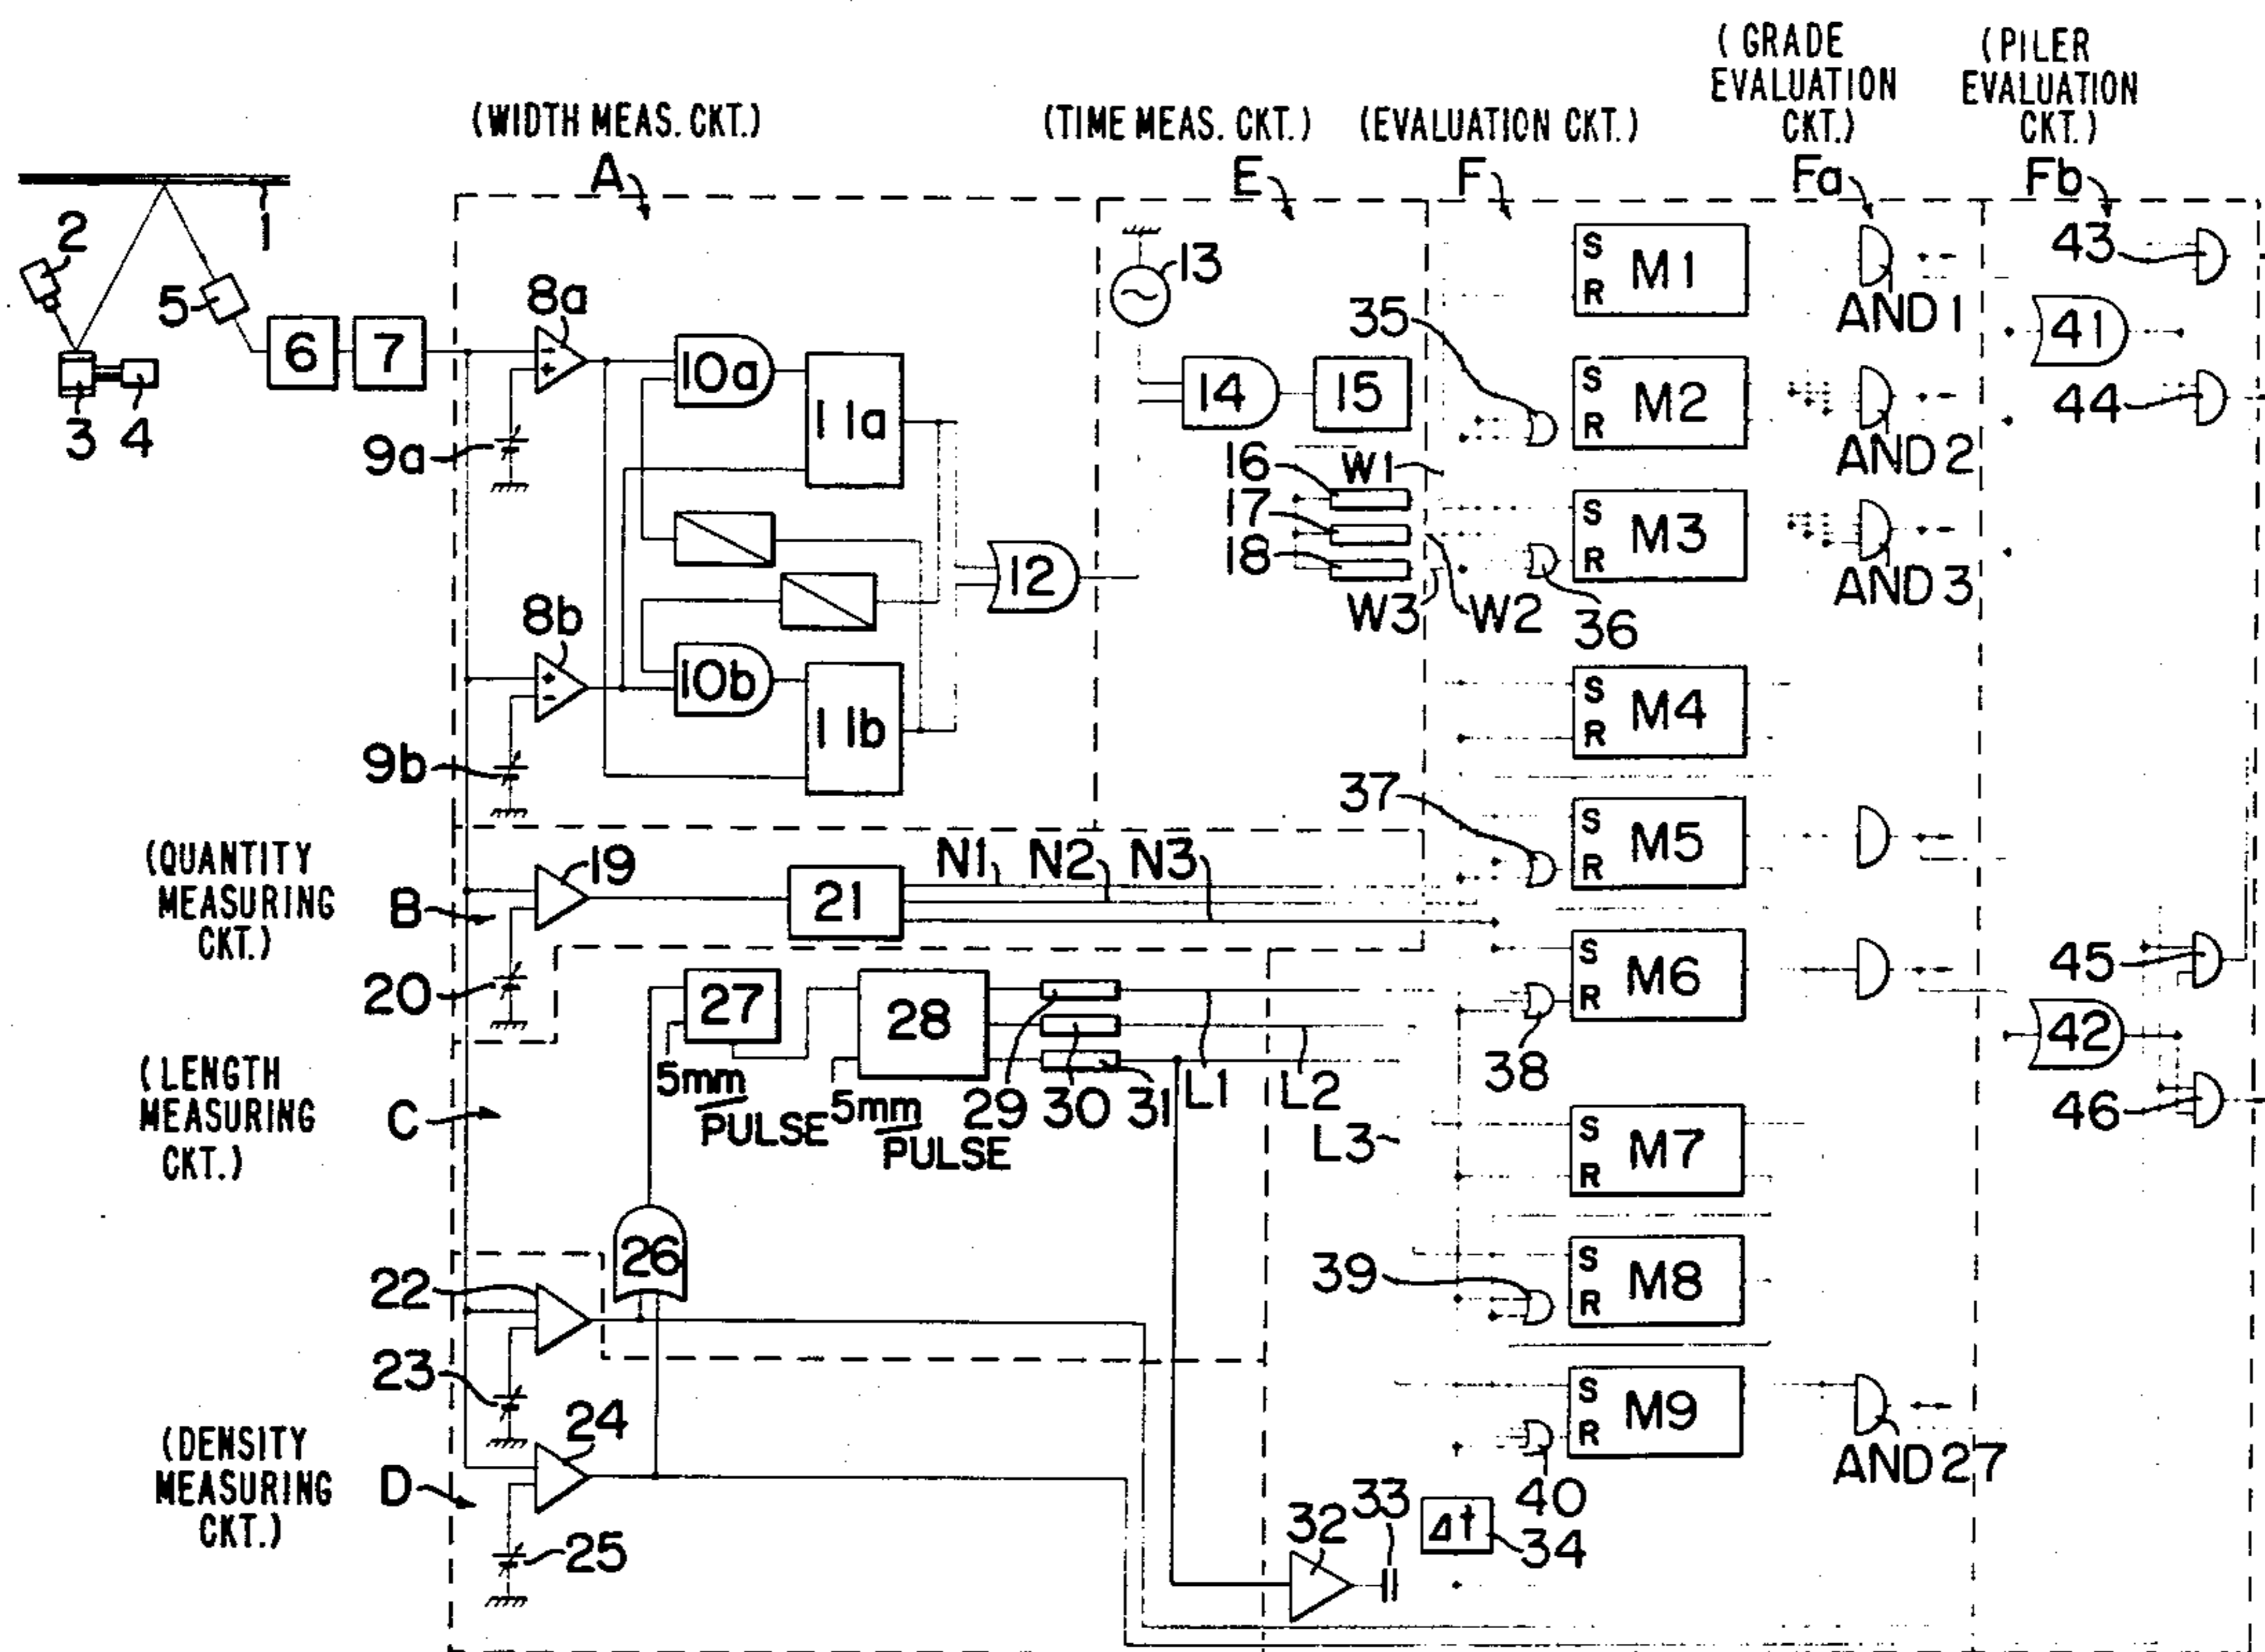 ( GRADE
EVALUATION
CKT.)
Fa
(PILER
EVALUATION
CKT.)
Fb
(WIDTH MEAS. CKT.)
A
(TIME MEAS. CKT.)
E
(EVALUATION CKT.)
F
1
2
3
4
5
6
7
8a
9a
10a
11a
8b
9b
10b
11b
12
13
14
15
16
17
18
W1
W2
W3
35
36
S
R
M1
S
R
M2
S
R
M3
S
R
M4
AND 1
AND 2
AND 3
43
41
44
(QUANTITY
MEASURING
CKT.)
B
19
20
21
N1
N2
N3
37
S
R
M5
S
R
M6
38
45
42
46
(LENGTH
MEASURING
CKT.)
C
27
5mm
/PULSE
28
5mm
/PULSE
29
30
31
L1
L2
L3
26
22
23
S
R
M7
39
S
R
M8
(DENSITY
MEASURING
CKT.)
D
24
25
S
R
M9
AND 27
40
32
33
Δt
34